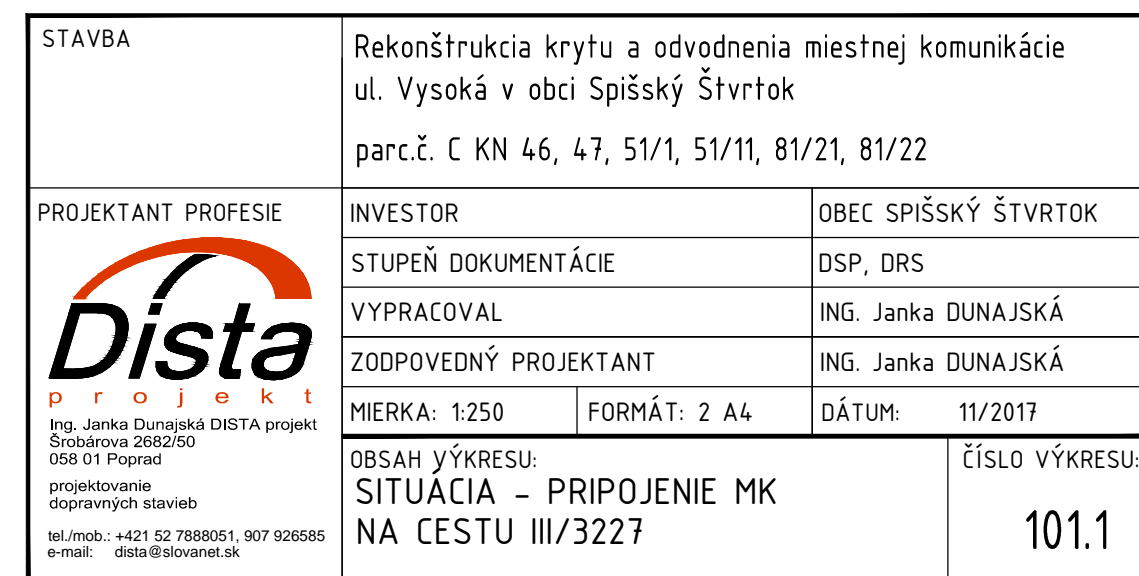 STAVBA
Rekonštrukcia krytu a odvodnenia miestnej komunikácie
ul. Vysoká v obci Spišský Štvrtok
parc.č. C KN 46, 47, 51/1, 51/11, 81/21, 81/22
PROJEKTANT PROFESIE
Dista
projekt
Ing. Janka Dunajská DISTA projekt
Šrobárova 2682/50
058 01 Poprad
projektovanie
dopravných stavieb
tel./mob.: +421 52 7888051, 907 926585
e-mail: dista@slovanet.sk
INVESTOR
OBEC SPIŠSKÝ ŠTVRTOK
STUPEŇ DOKUMENTÁCIE
DSP, DRS
VYPRACOVAL
ING. Janka DUNAJSKÁ
ZODPOVEDNÝ PROJEKTANT
ING. Janka DUNAJSKÁ
MIERKA: 1:250
FORMÁT: 2 A4
DÁTUM: 11/2017
OBSAH VÝKRESU:
SITUÁCIA - PRIPOJENIE MK
NA CESTU III/3227
ČÍSLO VÝKRESU:
101.1